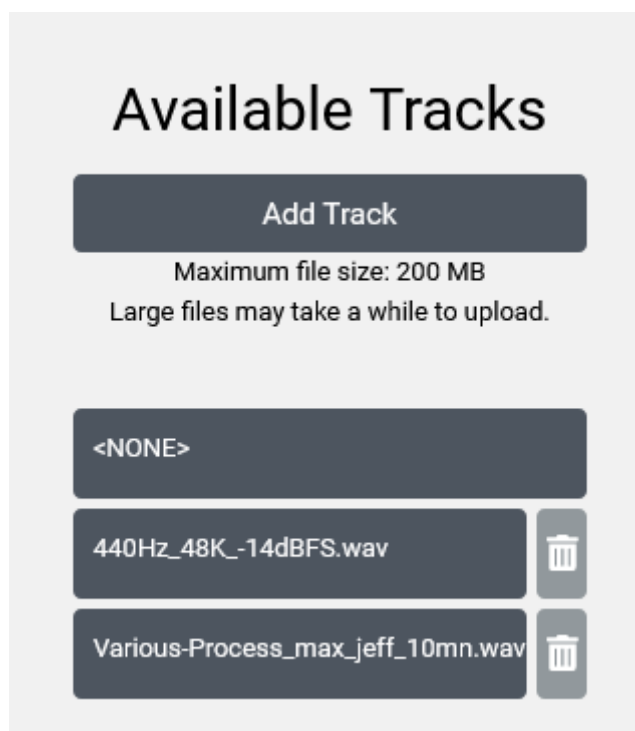 Available Tracks
Add Track
Maximum file size: 200 MB
Large files may take a while to upload.
<NONE>
440Hz_48K_-14dBFS.wav
Various-Process_max_jeff_10mn.wav